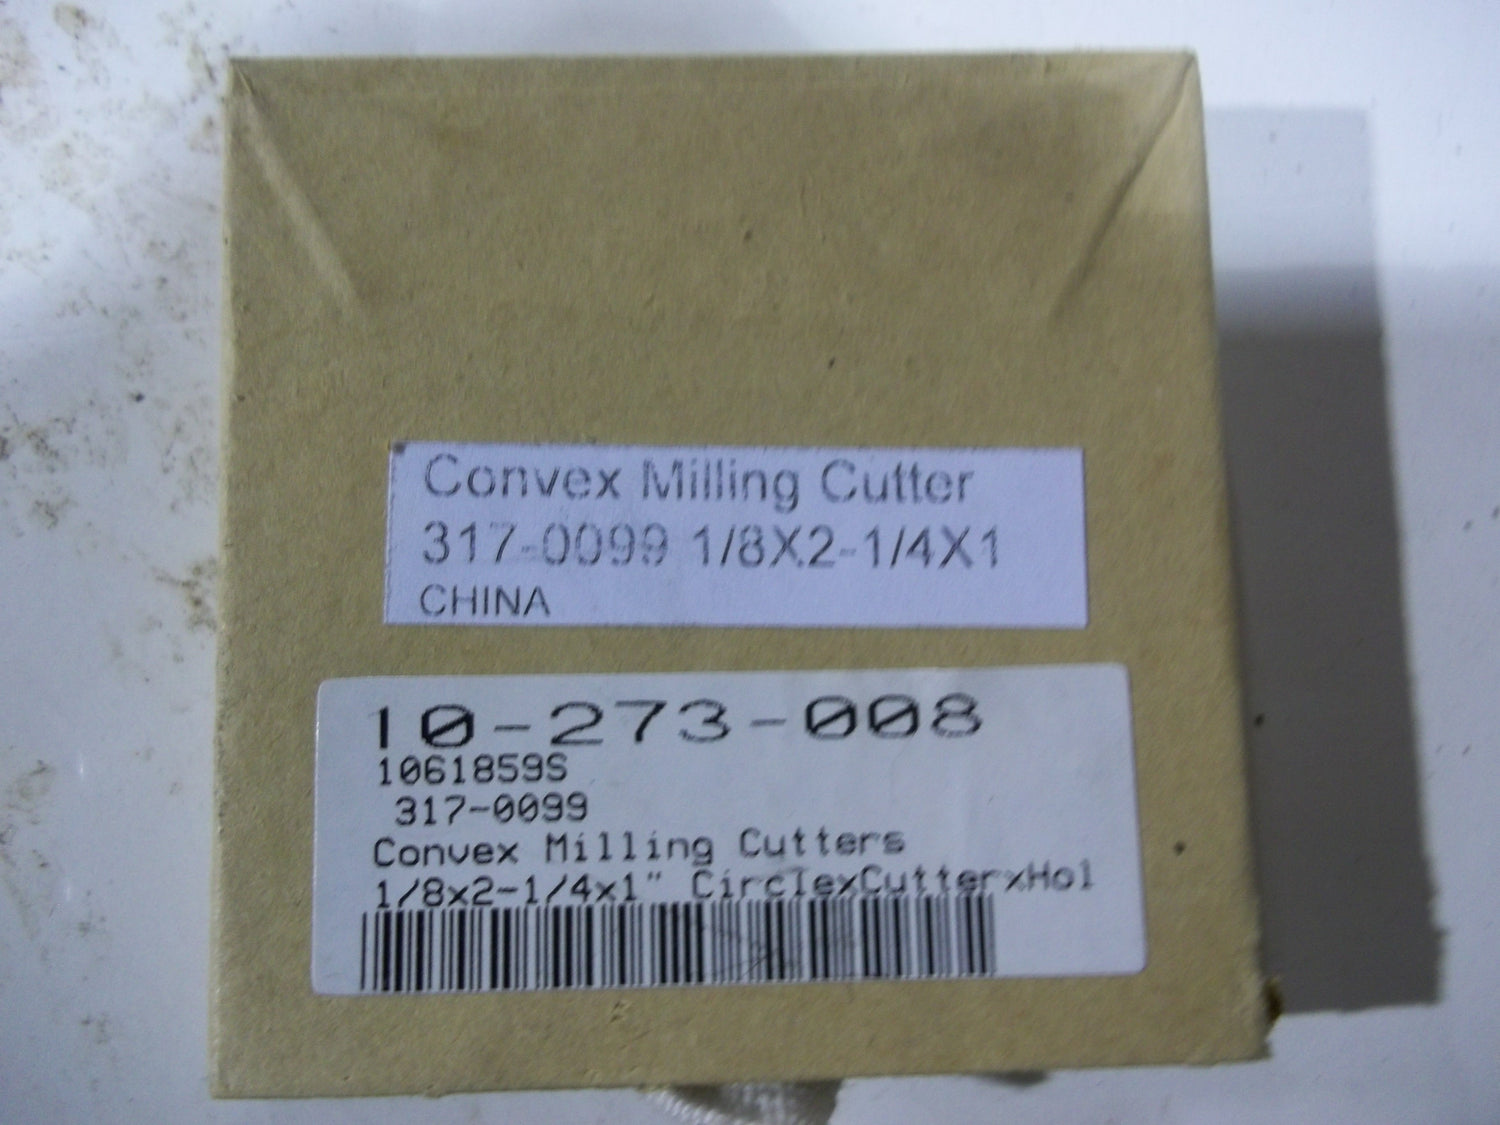 Convex Milling Cutter
317-0099 1/8X2-1/4X1
CHINA
10-273-008
1061859S
317-0099
Convex Milling Cutters
1/8x2-1/4x1" CirclexCutterxHol